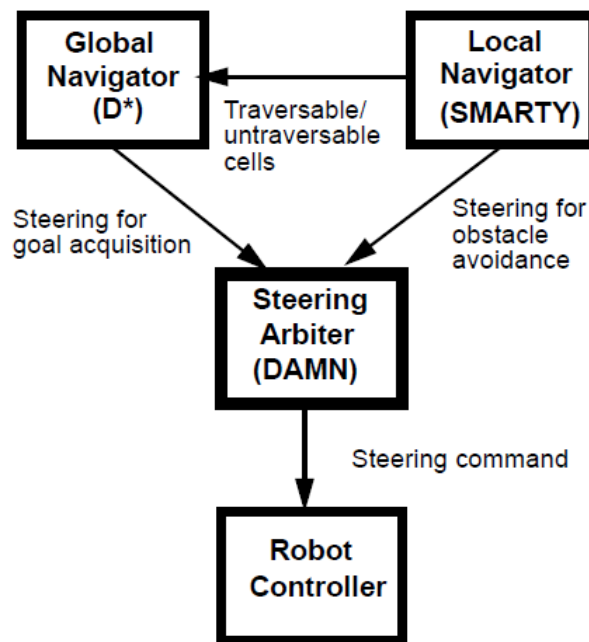 Global
Navigator
(D*)
Local
Navigator
(SMARTY)
Traversable/
untraversable
cells
Steering for
goal acquisition
Steering for
obstacle
avoidance
Steering
Arbiter
(DAMN)
Steering command
Robot
Controller